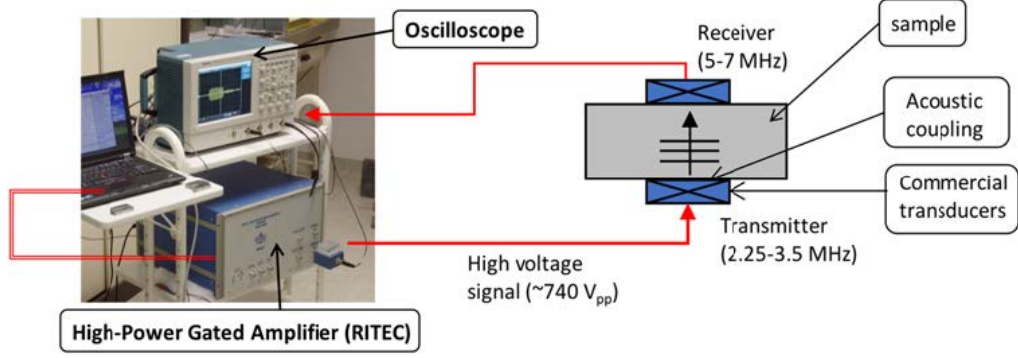 Oscilloscope
Receiver
(5-7 MHz)
sample
Acoustic
coupling
Commercial
transducers
Transmitter
(2.25-3.5 MHz)
High voltage
signal (~740 Vpp)
High-Power Gated Amplifier (RITEC)